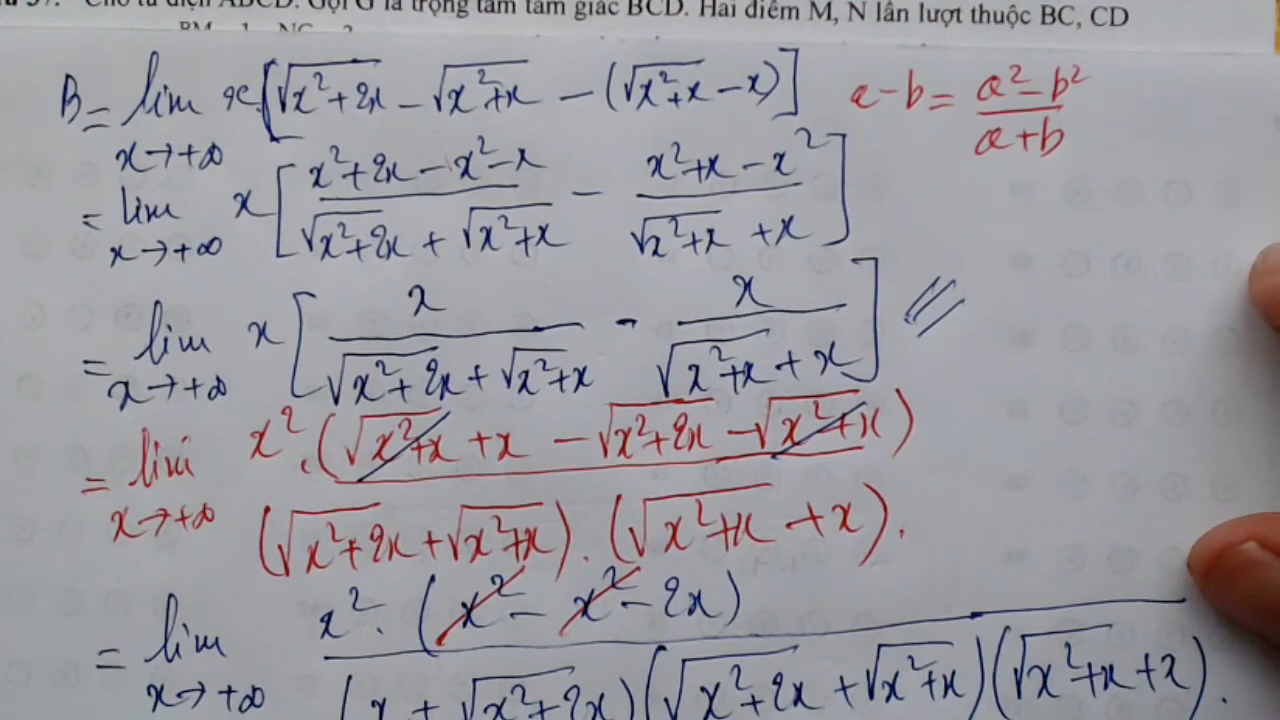 Cho tứ diện ABCD. Gọi G là trọng tâm tam giác BCD. Hai điểm M, N lần lượt thuộc BC, CD
B = lim x→+∞ x.[√(x²+2x) − √(x²+x) − (√(x²+x) − x)] a−b = (a²−b²)/(a+b)
= lim x→+∞ x[(x²+2x−x²−x)/(√(x²+2x) + √(x²+x)) − (x²+x−x²)/(√(x²+x) + x)]
= lim x→+∞ x[x/(√(x²+2x) + √(x²+x)) − x/(√(x²+x) + x)] //
= lim x→+∞ x².(√(x²+x) + x − √(x²+2x) − √(x²+x))/((√(x²+2x) + √(x²+x)).(√(x²+x) + x)).
= lim x→+∞ x².(x² − x² − 2x)/((x + √(x²+2x))(√(x²+2x) + √(x²+x))(√(x²+x) + x)).